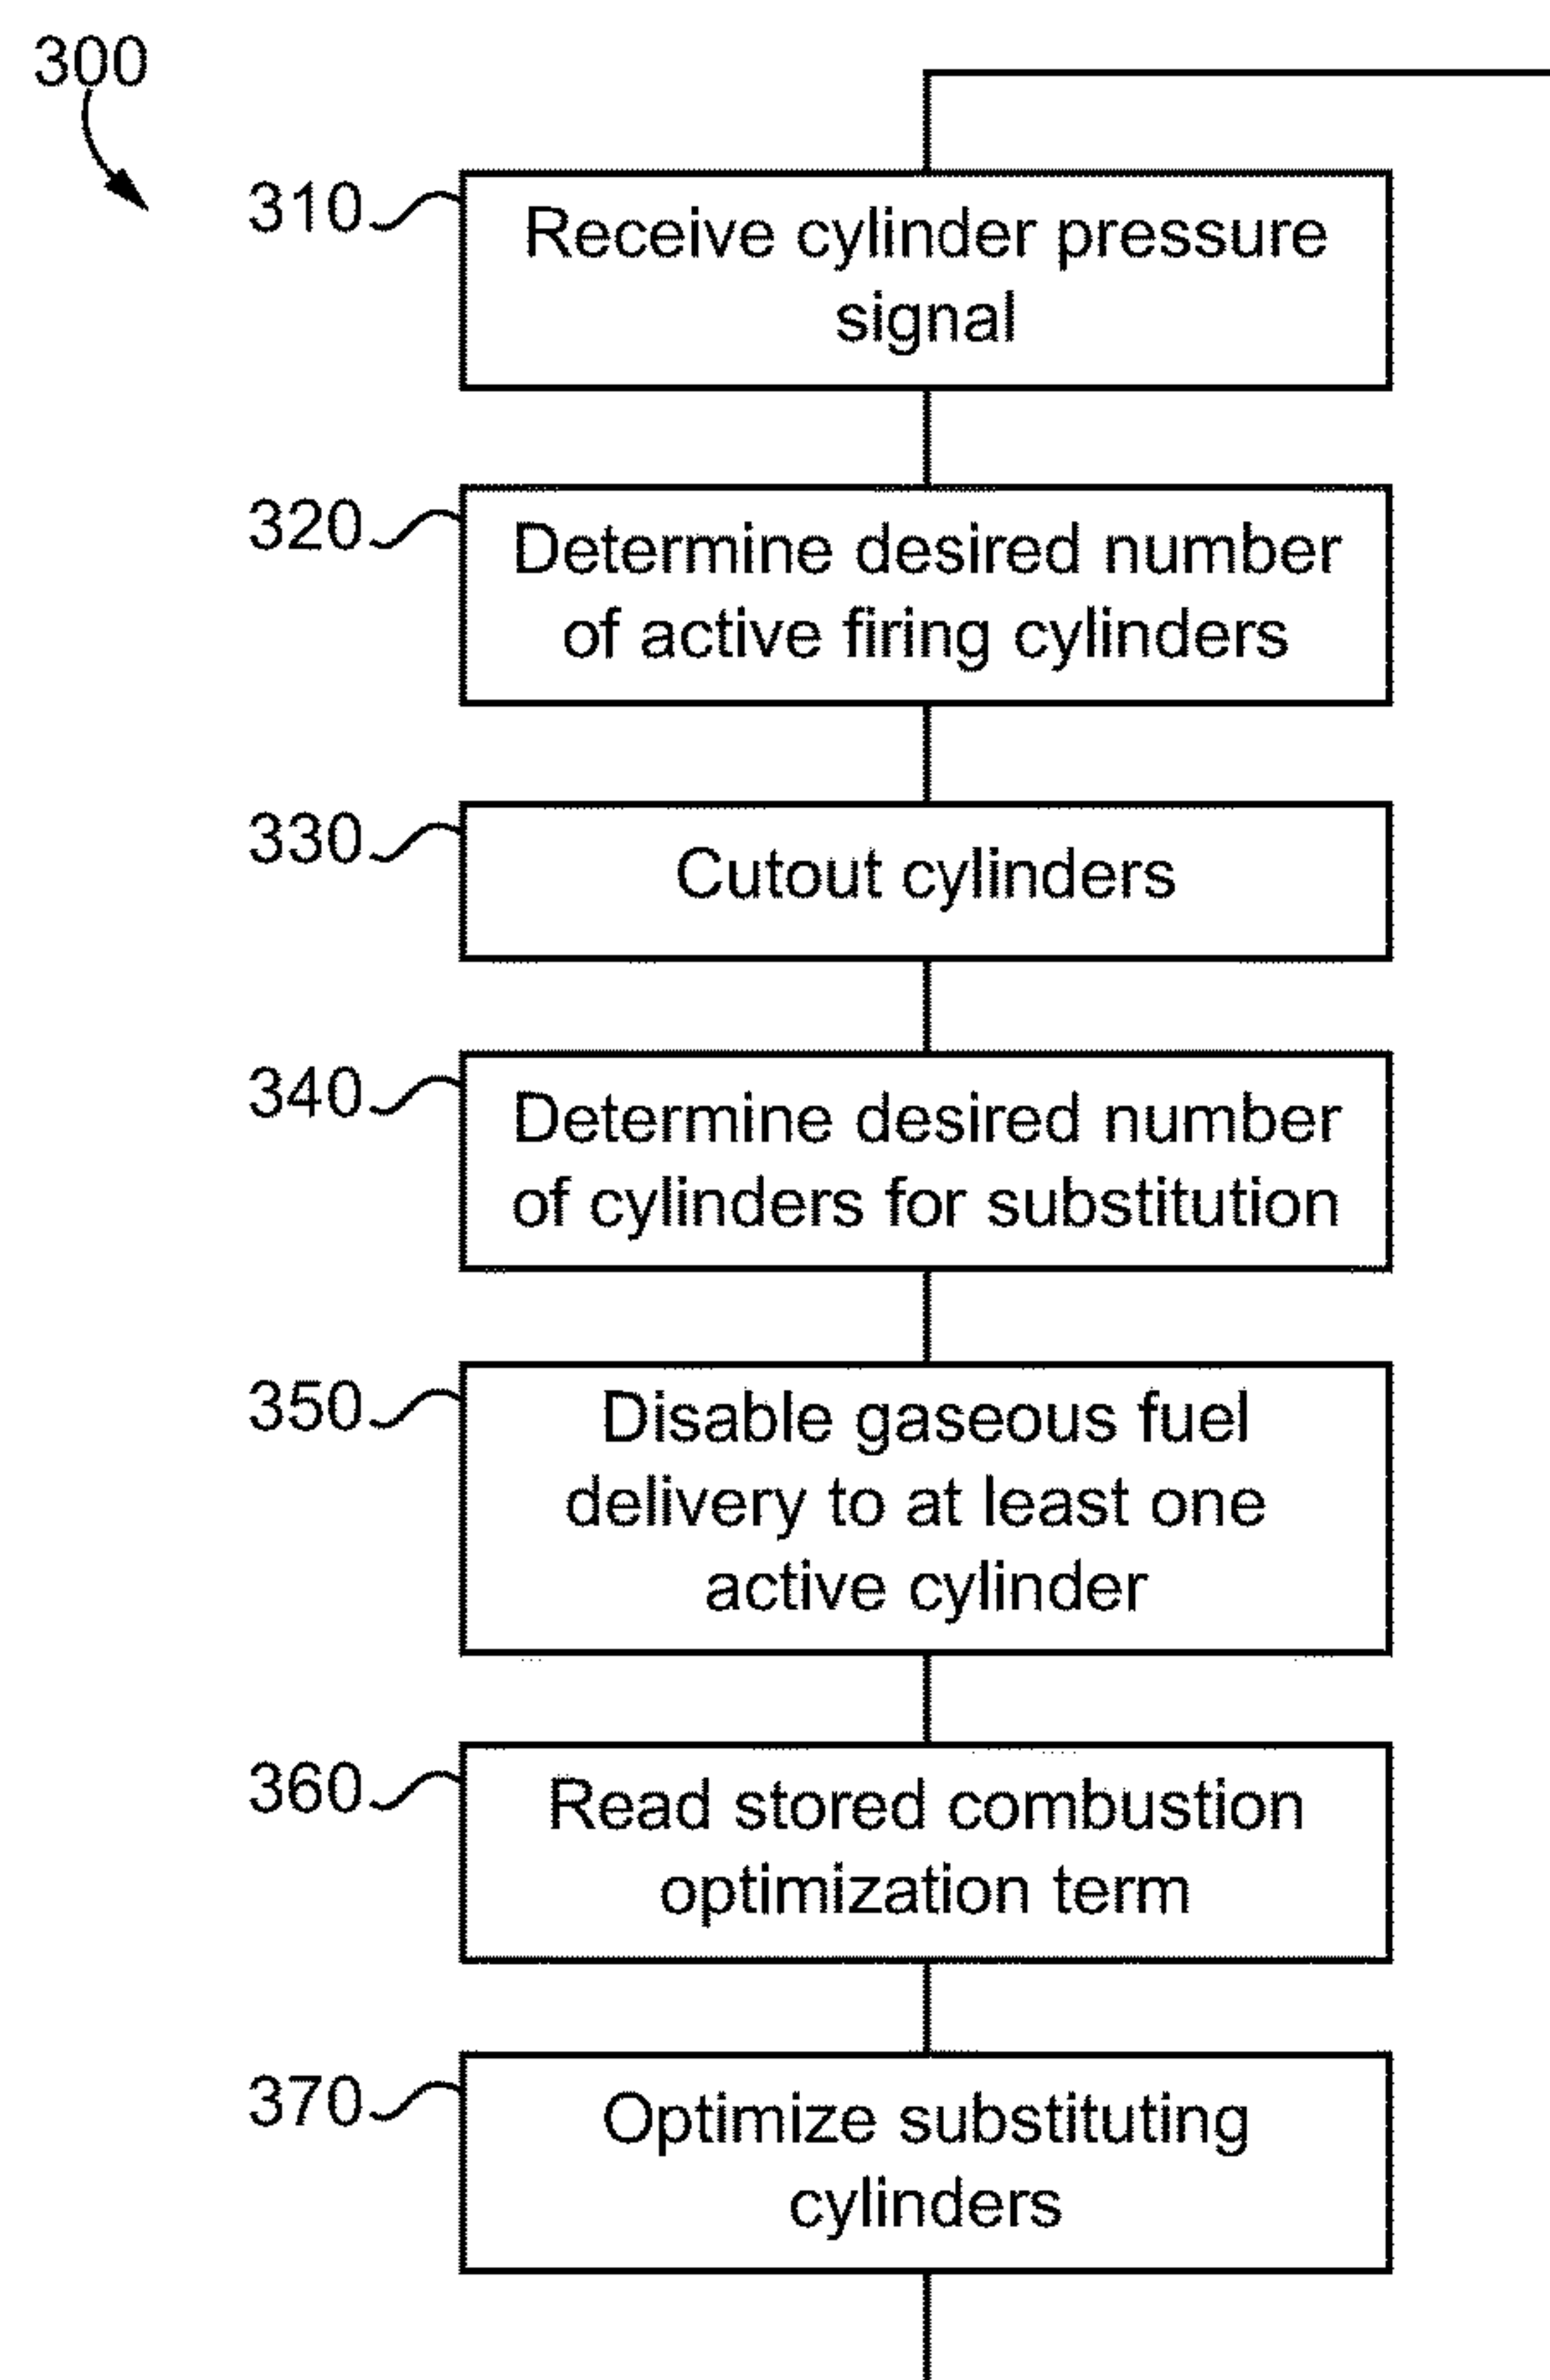 300
310
Receive cylinder pressure
signal
320
Determine desired number
of active firing cylinders
330
Cutout cylinders
340
Determine desired number
of cylinders for substitution
350
Disable gaseous fuel
delivery to at least one
active cylinder
360
Read stored combustion
optimization term
370
Optimize substituting
cylinders